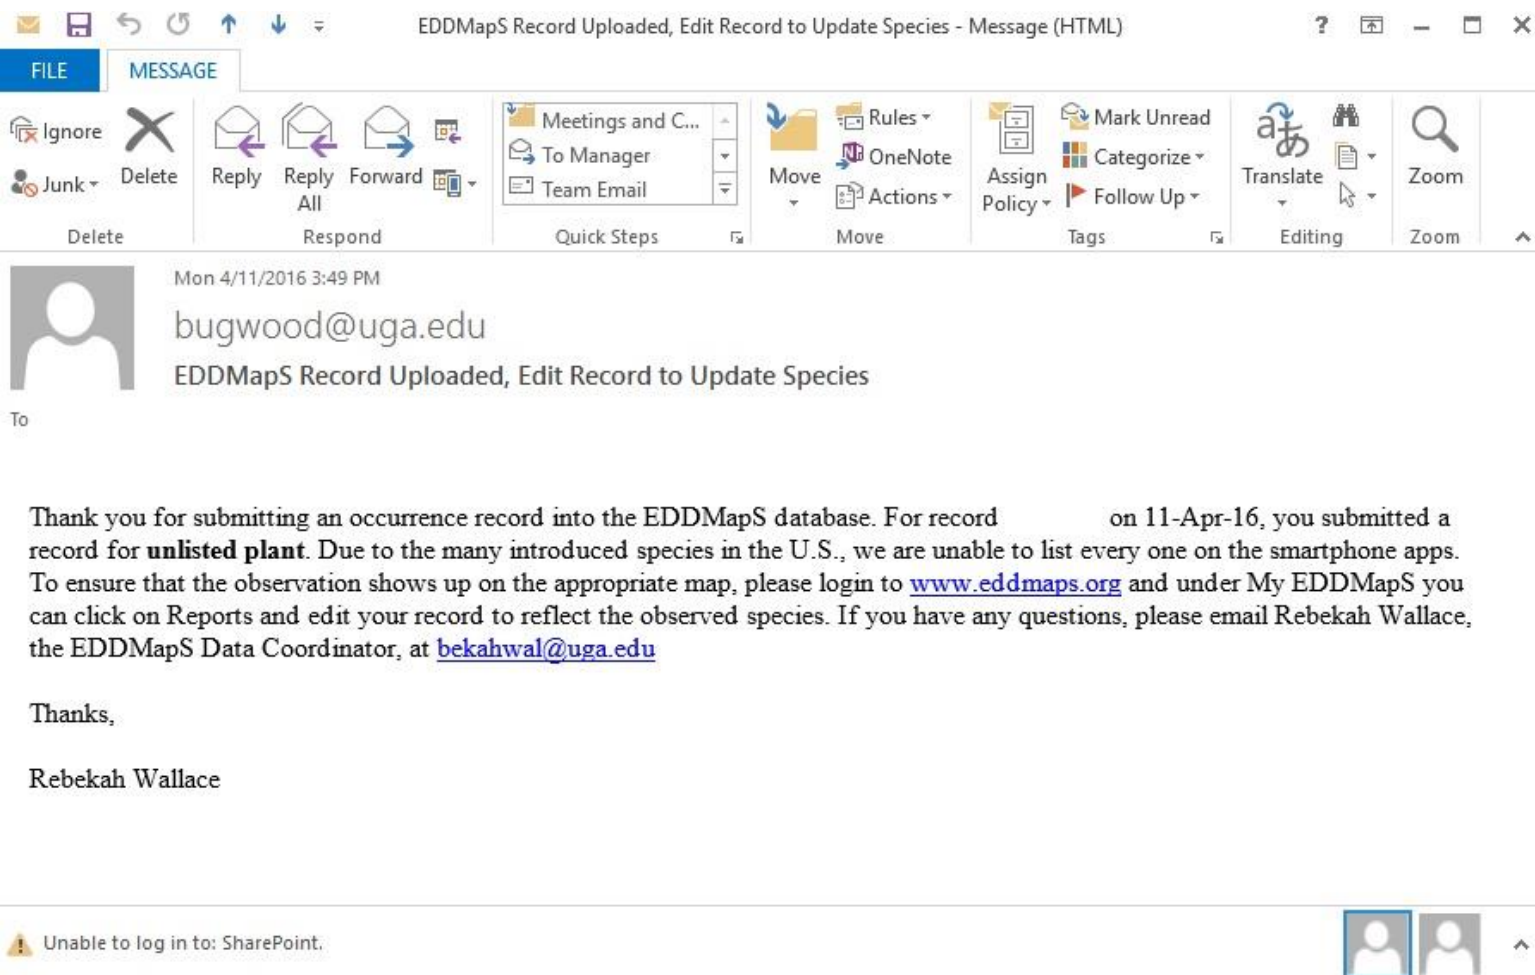 EDDMapS Record Uploaded, Edit Record to Update Species - Message (HTML)
?
FILE
MESSAGE
Ignore
Junk
Delete
Reply
Reply
All
Forward
Meetings and C...
To Manager
Team Email
Move
Rules
OneNote
Actions
Assign
Policy
Mark Unread
Categorize
Follow Up
Translate
Zoom
Delete
Respond
Quick Steps
Move
Tags
Editing
Zoom
Mon 4/11/2016 3:49 PM
bugwood@uga.edu
EDDMapS Record Uploaded, Edit Record to Update Species
To
Thank you for submitting an occurrence record into the EDDMapS database. For record on 11-Apr-16, you submitted a
record for unlisted plant. Due to the many introduced species in the U.S., we are unable to list every one on the smartphone apps.
To ensure that the observation shows up on the appropriate map, please login to www.eddmaps.org and under My EDDMapS you
can click on Reports and edit your record to reflect the observed species. If you have any questions, please email Rebekah Wallace,
the EDDMapS Data Coordinator, at bekahwal@uga.edu
Thanks,
Rebekah Wallace
Unable to log in to: SharePoint.